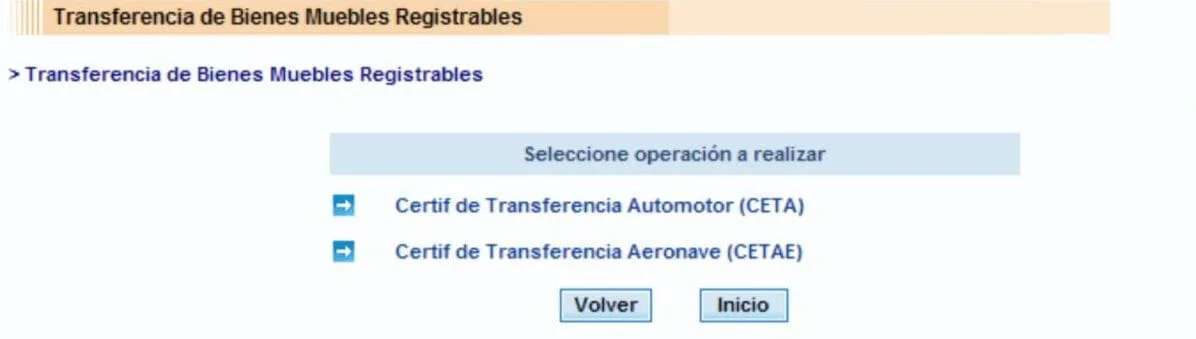 Transferencia de Bienes Muebles Registrables
> Transferencia de Bienes Muebles Registrables
Seleccione operación a realizar
Certif de Transferencia Automotor (CETA)
Certif de Transferencia Aeronave (CETAE)
Volver Inicio